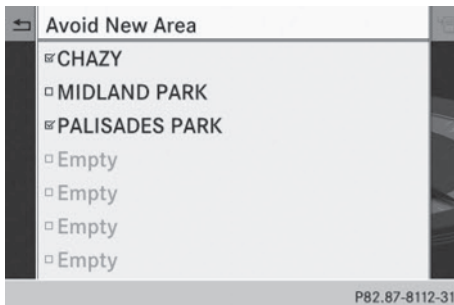 Avoid New Area
CHAZY
MIDLAND PARK
PALISADES PARK
Empty
Empty
Empty
Empty
P82.87-8112-31